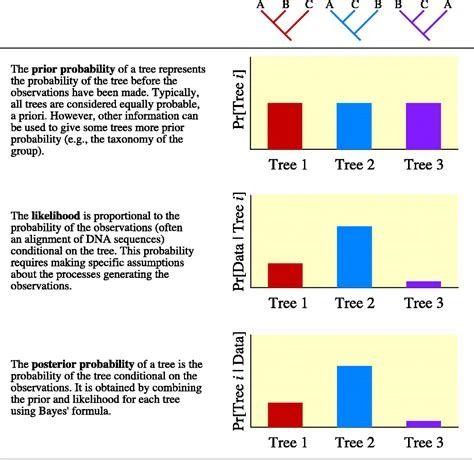 A B C A C B B C A
The prior probability of a tree represents
the probability of the tree before the
observations have been made. Typically,
all trees are considered equally probable,
a priori. However, other information can
be used to give some trees more prior
probability (e.g., the taxonomy of the
group).
Pr[Tree i]
Tree 1 Tree 2 Tree 3
The likelihood is proportional to the
probability of the observations (often
an alignment of DNA sequences)
conditional on the tree. This probability
requires making specific assumptions
about the processes generating the
observations.
Pr[Data | Tree i]
Tree 1 Tree 2 Tree 3
The posterior probability of a tree is the
probability of the tree conditional on the
observations. It is obtained by combining
the prior and likelihood for each tree
using Bayes' formula.
Pr[Tree i | Data]
Tree 1 Tree 2 Tree 3